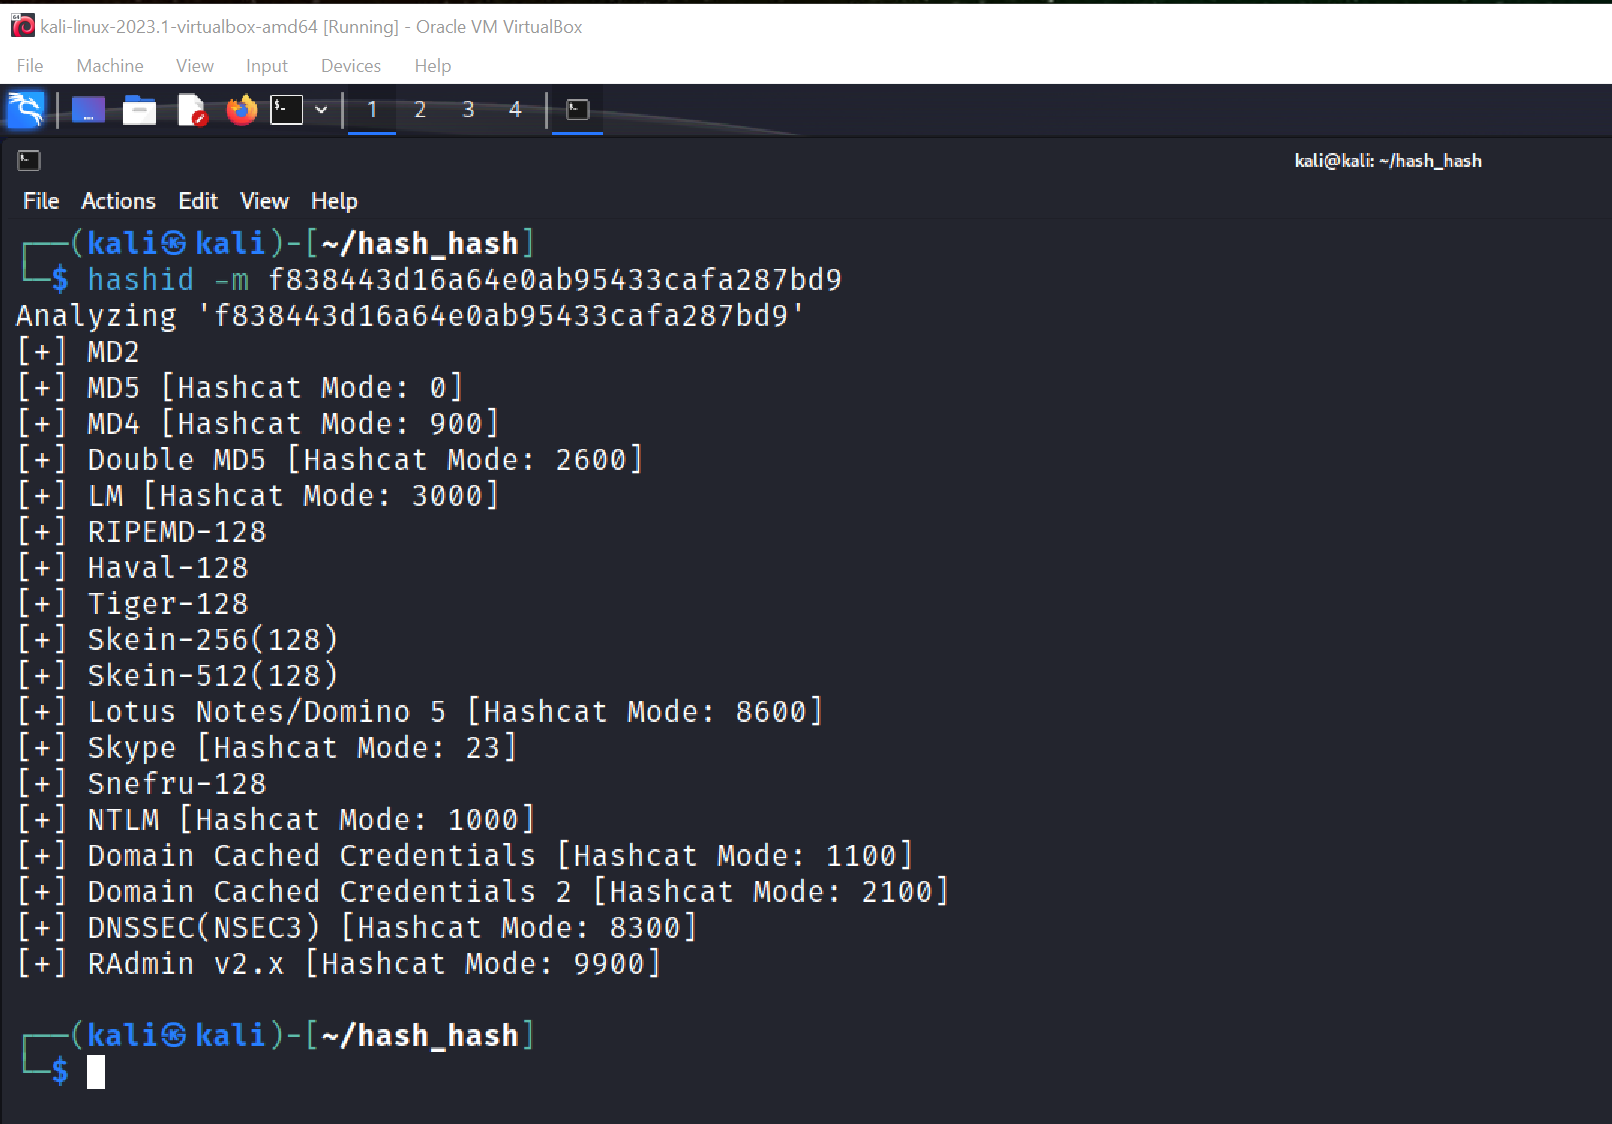 kali-linux-2023.1-virtualbox-amd64 [Running] - Oracle VM VirtualBox
File Machine View Input Devices Help
1 2 3 4
kali@kali: ~/hash_hash
File Actions Edit View Help
┌──(kali㉿kali)-[~/hash_hash]
└─$ hashid -m f838443d16a64e0ab95433cafa287bd9
Analyzing 'f838443d16a64e0ab95433cafa287bd9'
[+] MD2
[+] MD5 [Hashcat Mode: 0]
[+] MD4 [Hashcat Mode: 900]
[+] Double MD5 [Hashcat Mode: 2600]
[+] LM [Hashcat Mode: 3000]
[+] RIPEMD-128
[+] Haval-128
[+] Tiger-128
[+] Skein-256(128)
[+] Skein-512(128)
[+] Lotus Notes/Domino 5 [Hashcat Mode: 8600]
[+] Skype [Hashcat Mode: 23]
[+] Snefru-128
[+] NTLM [Hashcat Mode: 1000]
[+] Domain Cached Credentials [Hashcat Mode: 1100]
[+] Domain Cached Credentials 2 [Hashcat Mode: 2100]
[+] DNSSEC(NSEC3) [Hashcat Mode: 8300]
[+] RAdmin v2.x [Hashcat Mode: 9900]
┌──(kali㉿kali)-[~/hash_hash]
└─$